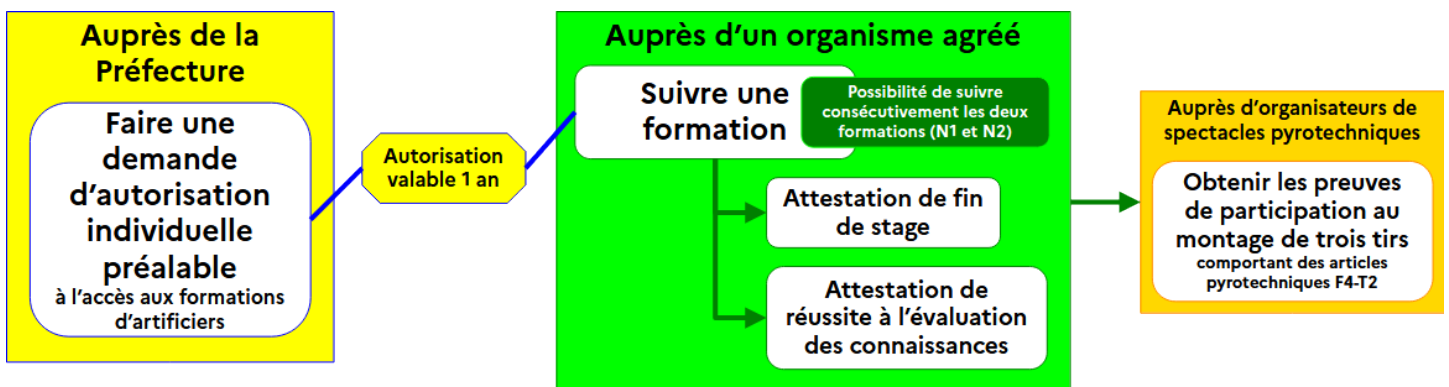 Auprès de la
Préfecture
Faire une
demande
d'autorisation
individuelle
préalable
à l'accès aux formations
d'artificiers
Autorisation
valable 1 an
Auprès d'un organisme agréé
Suivre une
formation
Possibilité de suivre
consécutivement les deux
formations (N1 et N2)
Attestation de fin
de stage
Attestation de
réussite à l'évaluation
des connaissances
Auprès d'organisateurs de
spectacles pyrotechniques
Obtenir les preuves
de participation au
montage de trois tirs
comportant des articles
pyrotechniques F4-T2